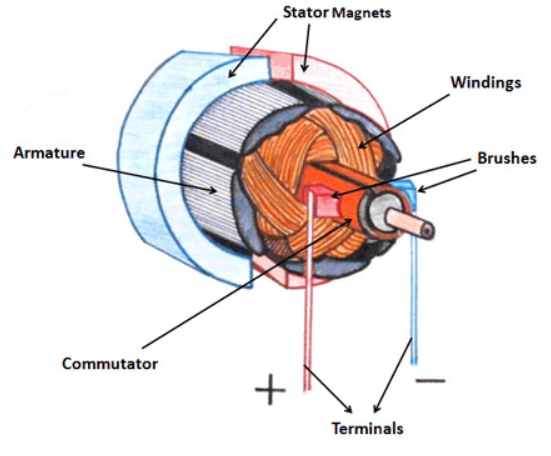 Stator Magnets
Windings
Armature
Brushes
Commutator
+
−
Terminals